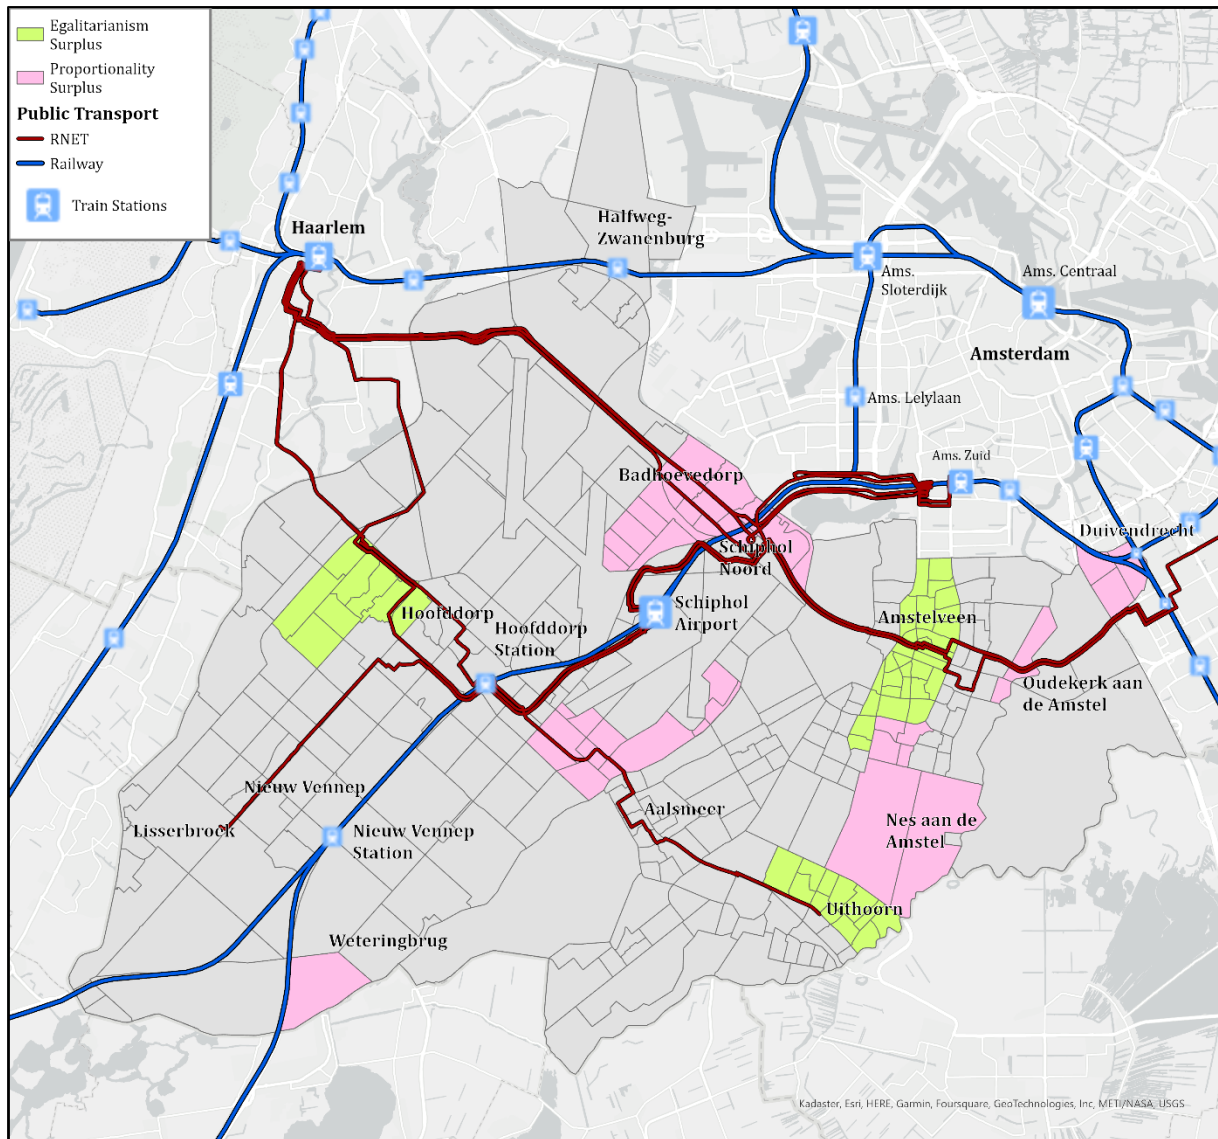 Egalitarianism
Surplus
Proportionality
Surplus
Public Transport
RNET
Railway
Train Stations
Haarlem
Halfweg-
Zwanenburg
Ams.
Sloterdijk
Ams. Centraal
Amsterdam
Ams. Lelylaan
Ams. Zuid
Badhoevedorp
Duivendrecht
Schiphol
Noord
Schiphol
Airport
Hoofddorp
Hoofddorp
Station
Amstelveen
Oudekerk aan
de Amstel
Nieuw Vennep
Lisserbroek
Nieuw Vennep
Station
Aalsmeer
Nes aan de
Amstel
Uithoorn
Weteringbrug
Kadaster, Esri, HERE, Garmin, Foursquare, GeoTechnologies, Inc, METI/NASA, USGS